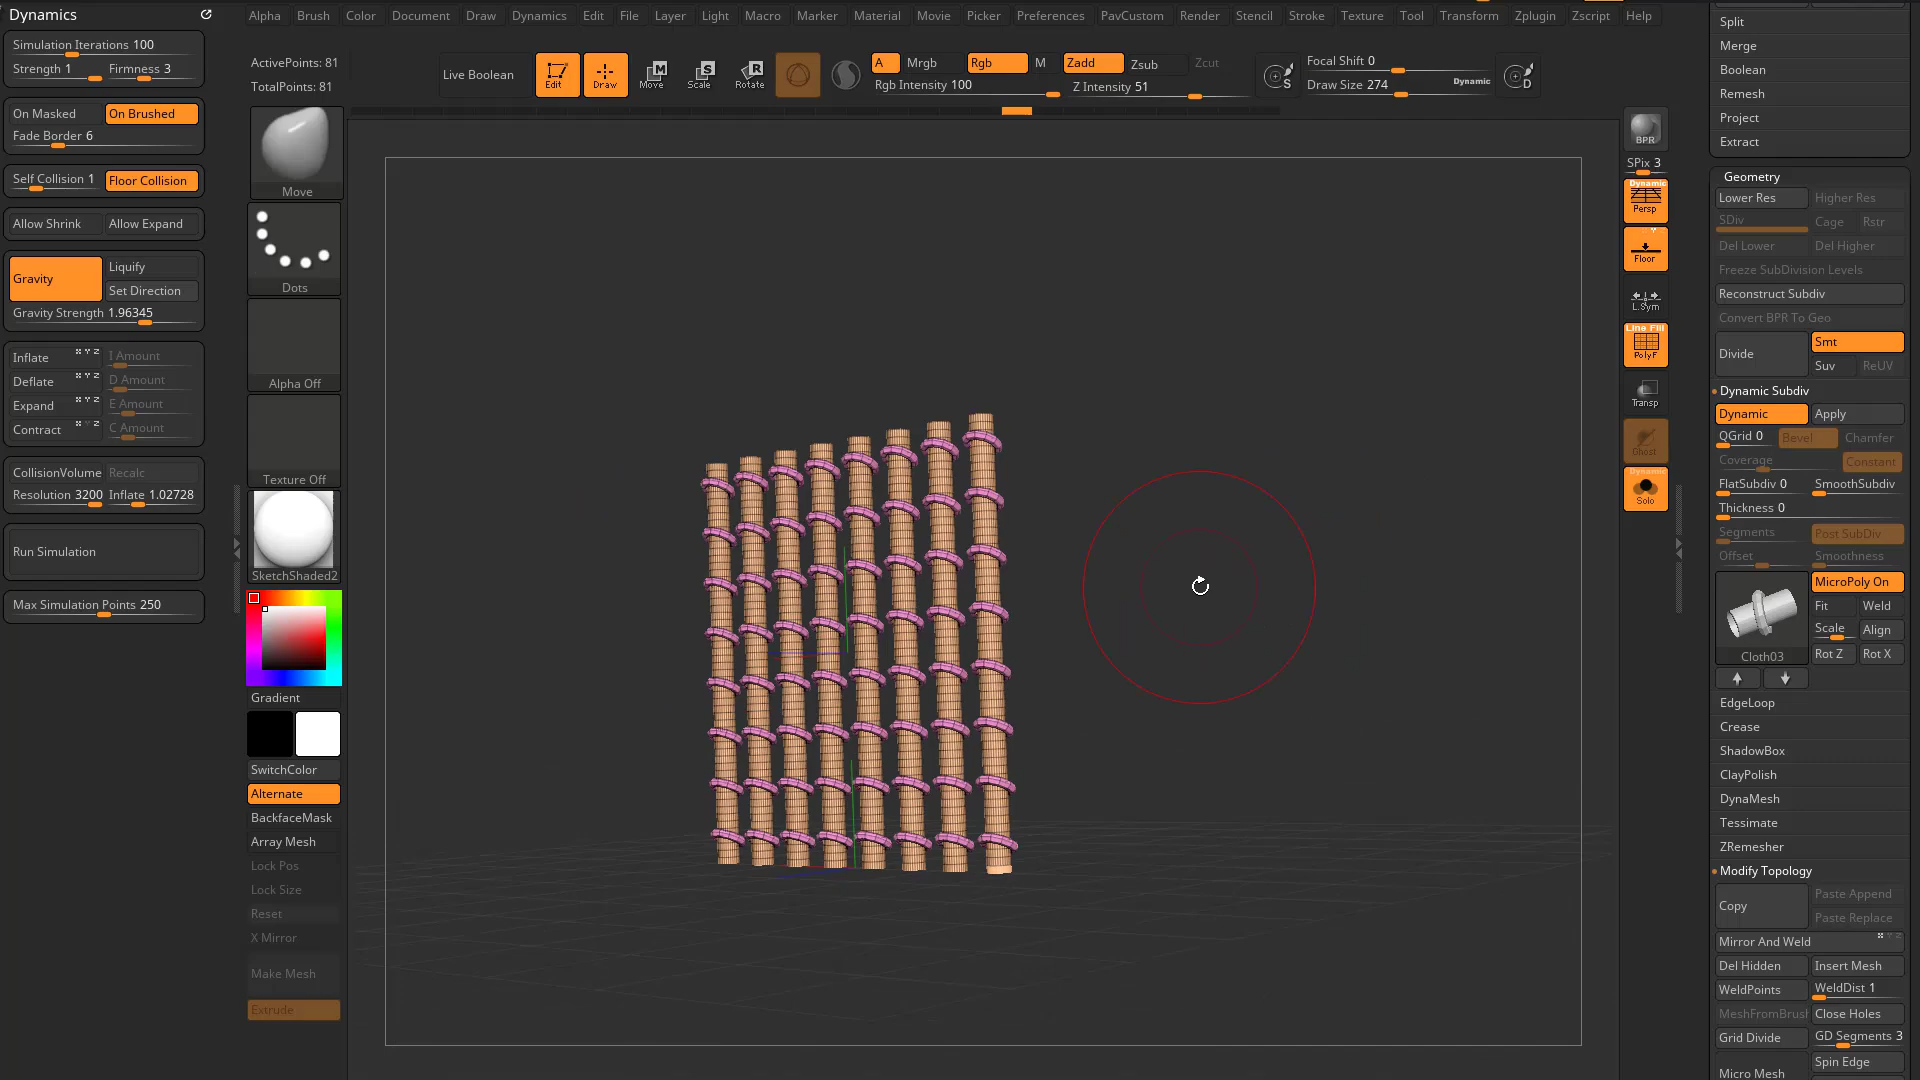 Dynamics
Alpha Brush Color Document Draw Dynamics Edit File Layer Light Macro Marker Material Movie Picker Preferences PavCustom Render Stencil Stroke Texture Tool Transform Zplugin Zscript Help
Simulation Iterations 100
Strength 1 Firmness 3
On Masked On Brushed
Fade Border 6
Self Collision 1 Floor Collision
Allow Shrink Allow Expand
Gravity Liquify
Set Direction
Gravity Strength 1.96345
Inflate X Y Z I Amount
Deflate X Y Z D Amount
Expand X Y Z E Amount
Contract X Y Z C Amount
CollisionVolume Recalc
Resolution 3200 Inflate 1.02728
Run Simulation
Max Simulation Points 250
ActivePoints: 81
TotalPoints: 81
Live Boolean
Edit Draw Move Scale Rotate
M S R
A Mrgb Rgb M Zadd Zsub Zcut
Rgb Intensity 100 Z Intensity 51
S
Focal Shift 0
Draw Size 274 Dynamic
D
Move
Dots
Alpha Off
Texture Off
SketchShaded2
Gradient
SwitchColor
Alternate
BackfaceMask
Array Mesh
Lock Pos
Lock Size
Reset
X Mirror
Make Mesh
Extrude
BPR
SPix 3
Dynamic
Persp
Floor
L.Sym
Line Fill
PolyF
Transp
Ghost
Dynamic
Solo
Split
Merge
Boolean
Remesh
Project
Extract
Geometry
Lower Res Higher Res
SDiv Cage Rstr
Del Lower Del Higher
Freeze SubDivision Levels
Reconstruct Subdiv
Convert BPR To Geo
Divide Smt
Suv ReUV
Dynamic Subdiv
Dynamic Apply
QGrid 0 Bevel Chamfer
Coverage Constant
FlatSubdiv 0 SmoothSubdiv
Thickness 0
Segments Post SubDiv
Offset Smoothness
MicroPoly On
Fit Weld
Scale Align
Cloth03 Rot Z Rot X
EdgeLoop
Crease
ShadowBox
ClayPolish
DynaMesh
Tessimate
ZRemesher
Modify Topology
Copy Paste Append
Paste Replace
Mirror And Weld
Del Hidden Insert Mesh
WeldPoints WeldDist 1
MeshFromBrush Close Holes
Grid Divide GD Segments 3
Micro Mesh Spin Edge